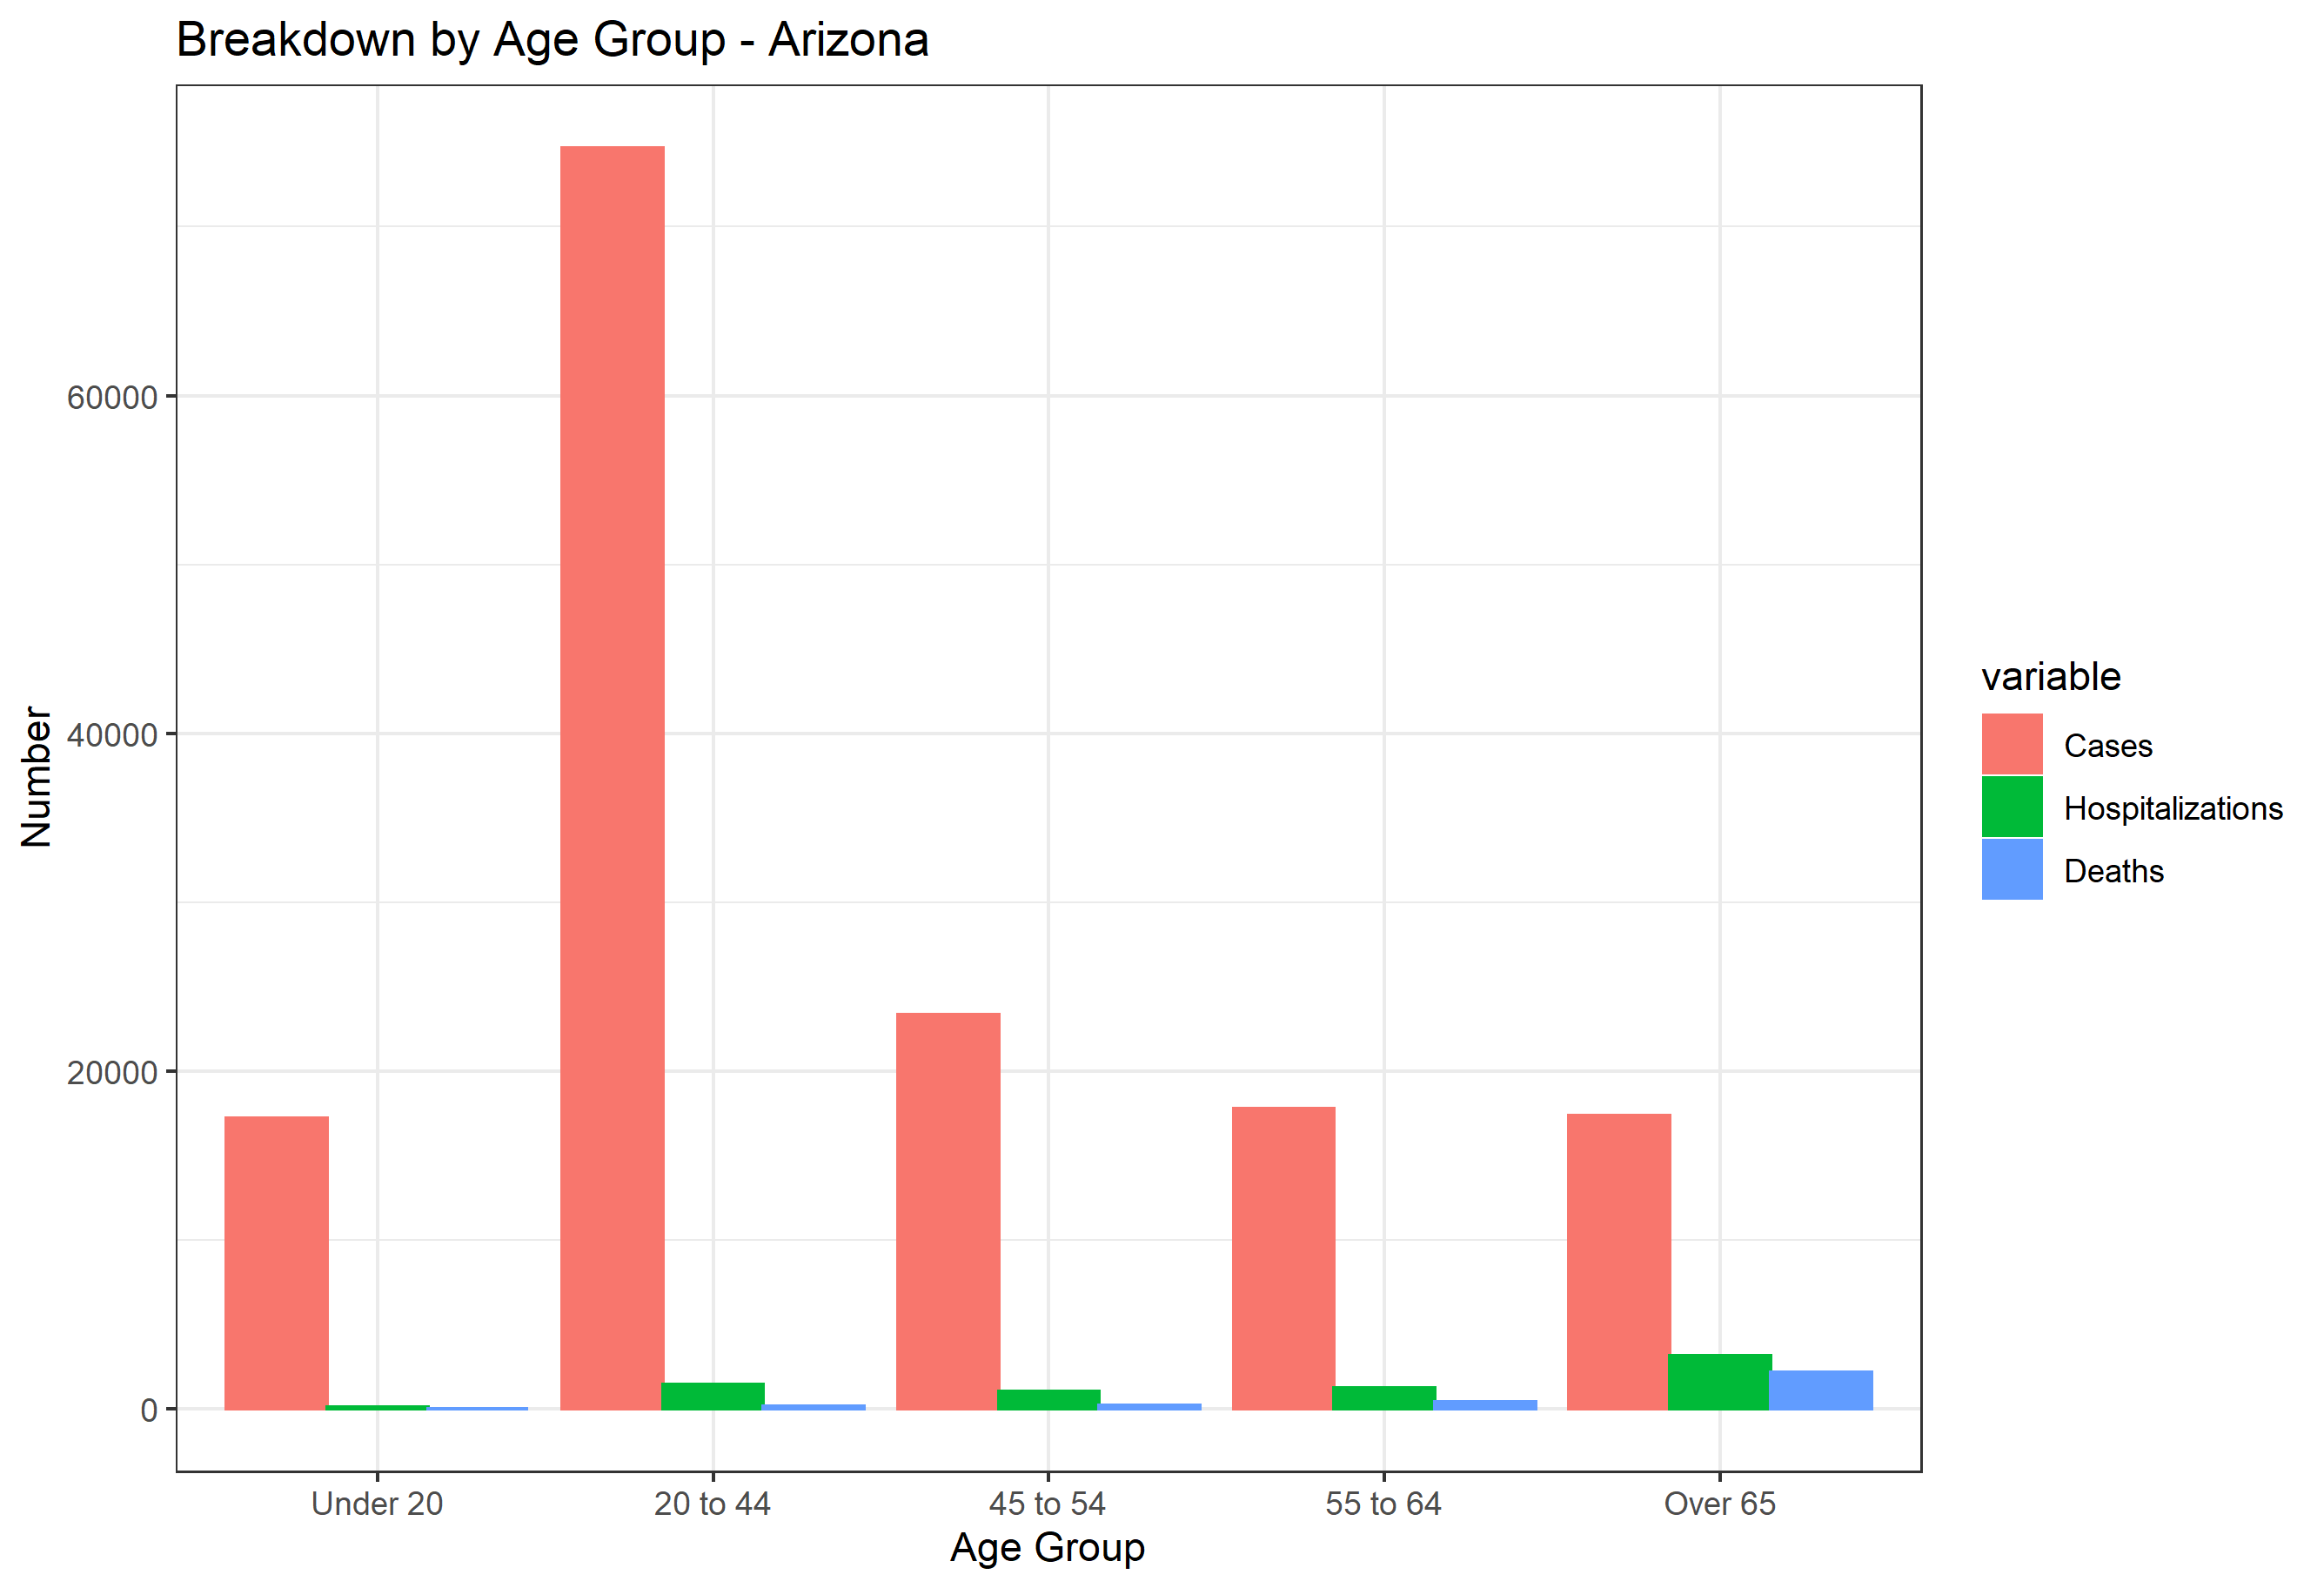 Breakdown by Age Group - Arizona
60000
40000
20000
0
Number
Under 20
20 to 44
45 to 54
55 to 64
Over 65
Age Group
variable
Cases
Hospitalizations
Deaths